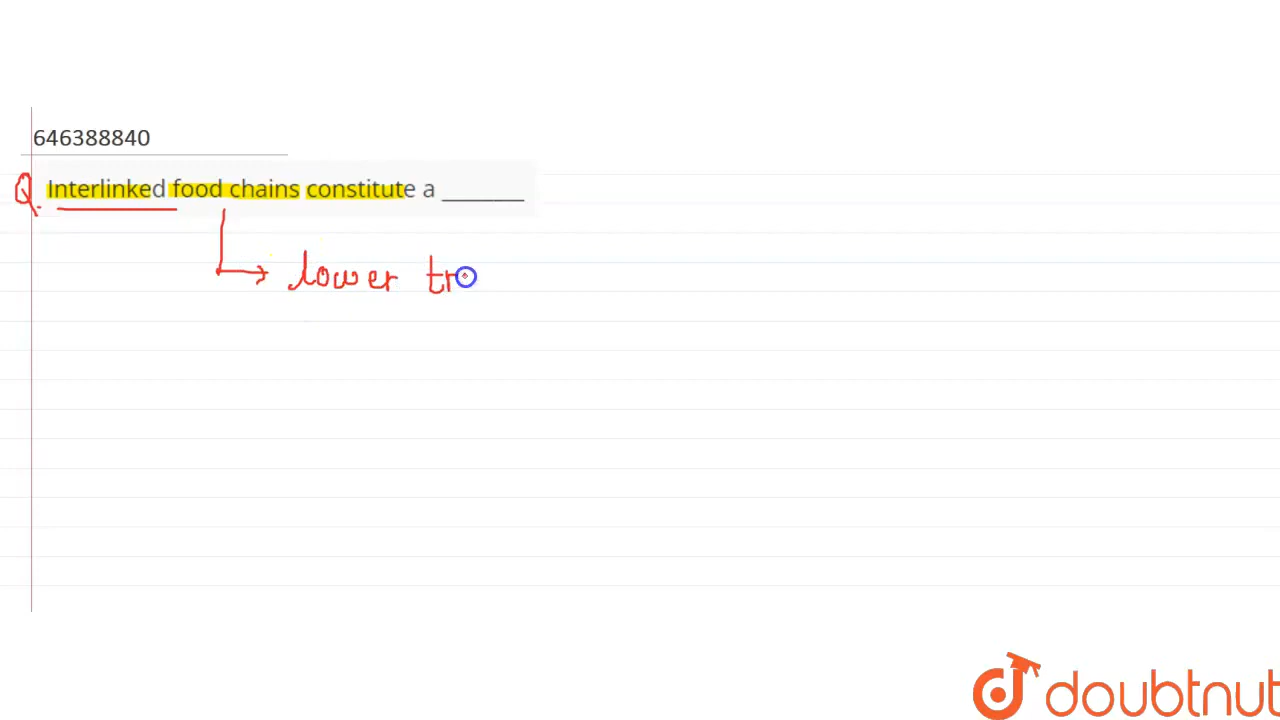 646388840
Q. Interlinked food chains constitute a ________
lower tr
doubtnut